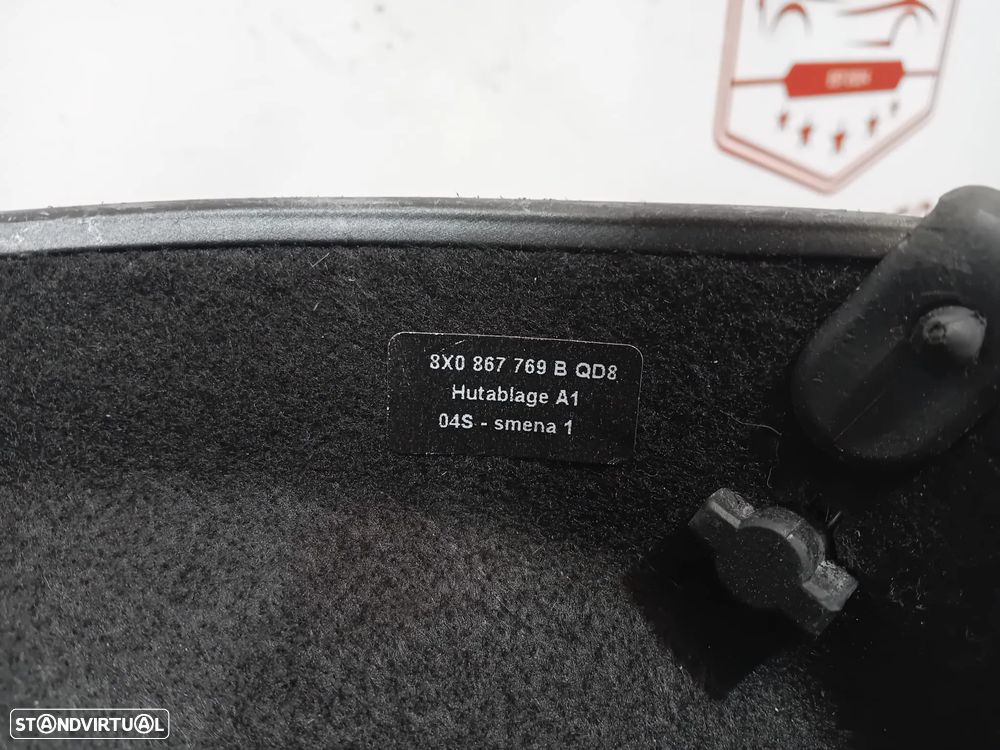 8X0 867 769 B QD8
Hutablage A1
04S - smena 1
STANDVIRTUAL